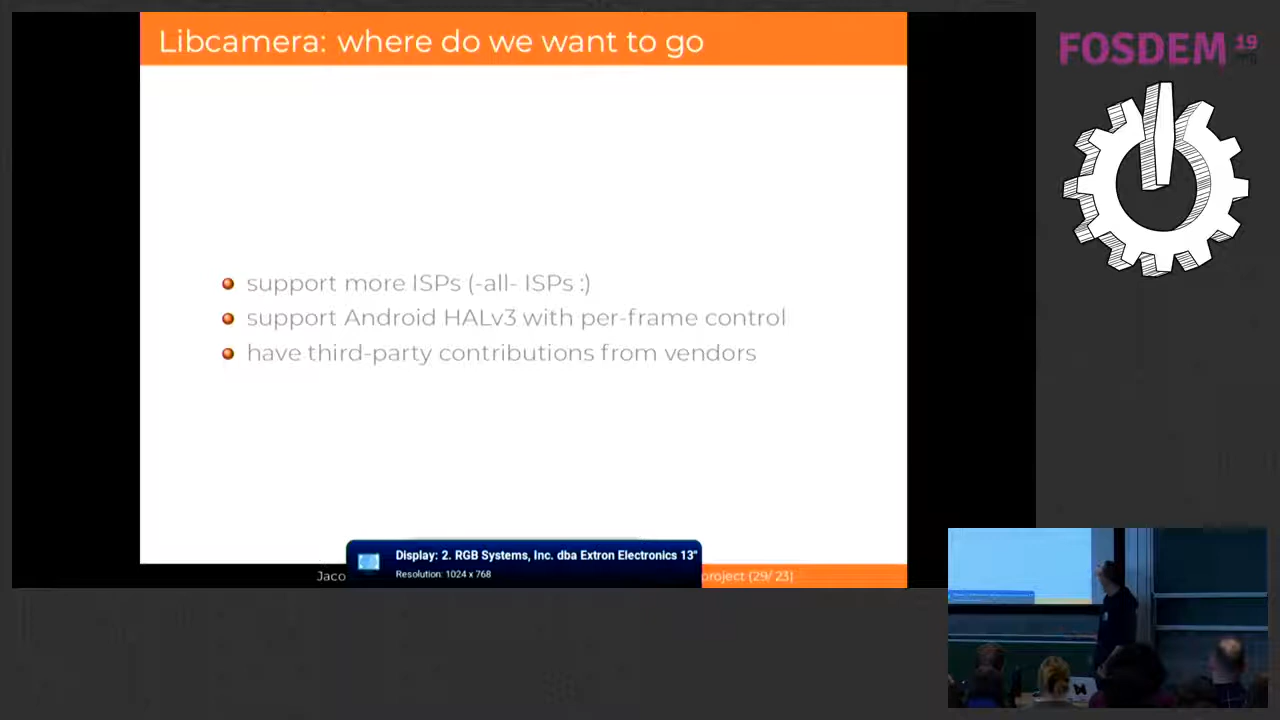 Libcamera: where do we want to go
FOSDEM 19
.org
support more ISPs (-all- ISPs :)
support Android HALv3 with per-frame control
have third-party contributions from vendors
Display: 2. RGB Systems, Inc. dba Extron Electronics 13"
Resolution: 1024 x 768
Jaco
project (29/ 23)